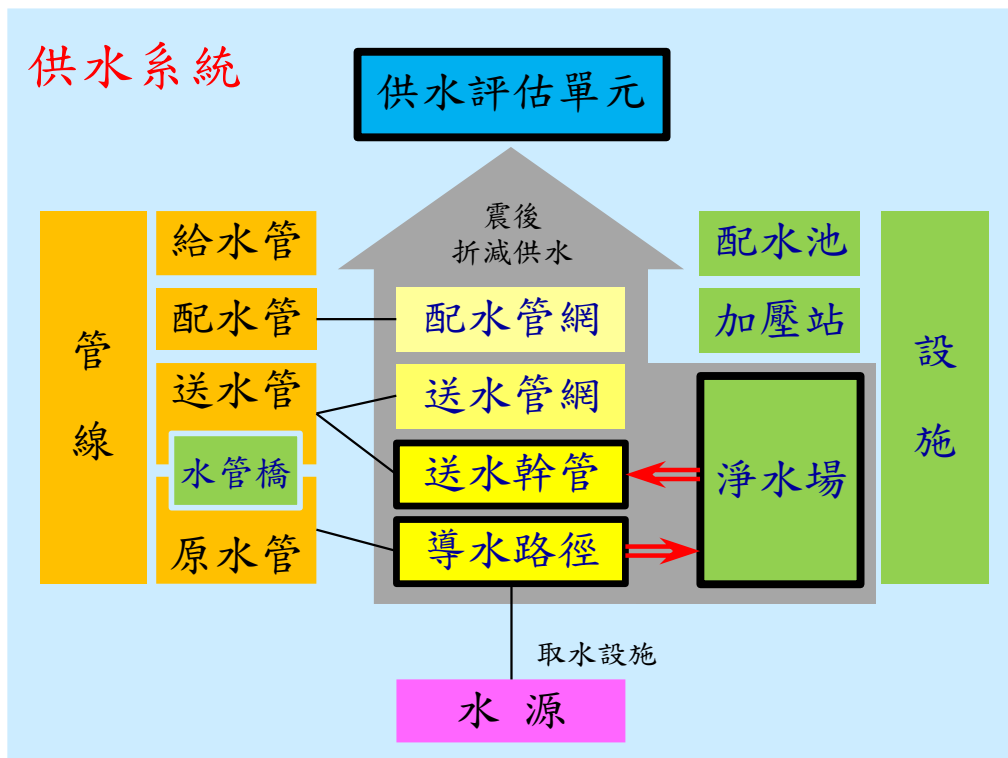 供水系統
供水評估單元
震後
折減供水
管線
給水管
配水管
送水管
水管橋
原水管
配水管網
送水管網
送水幹管
導水路徑
配水池
加壓站
淨水場
設施
取水設施
水源